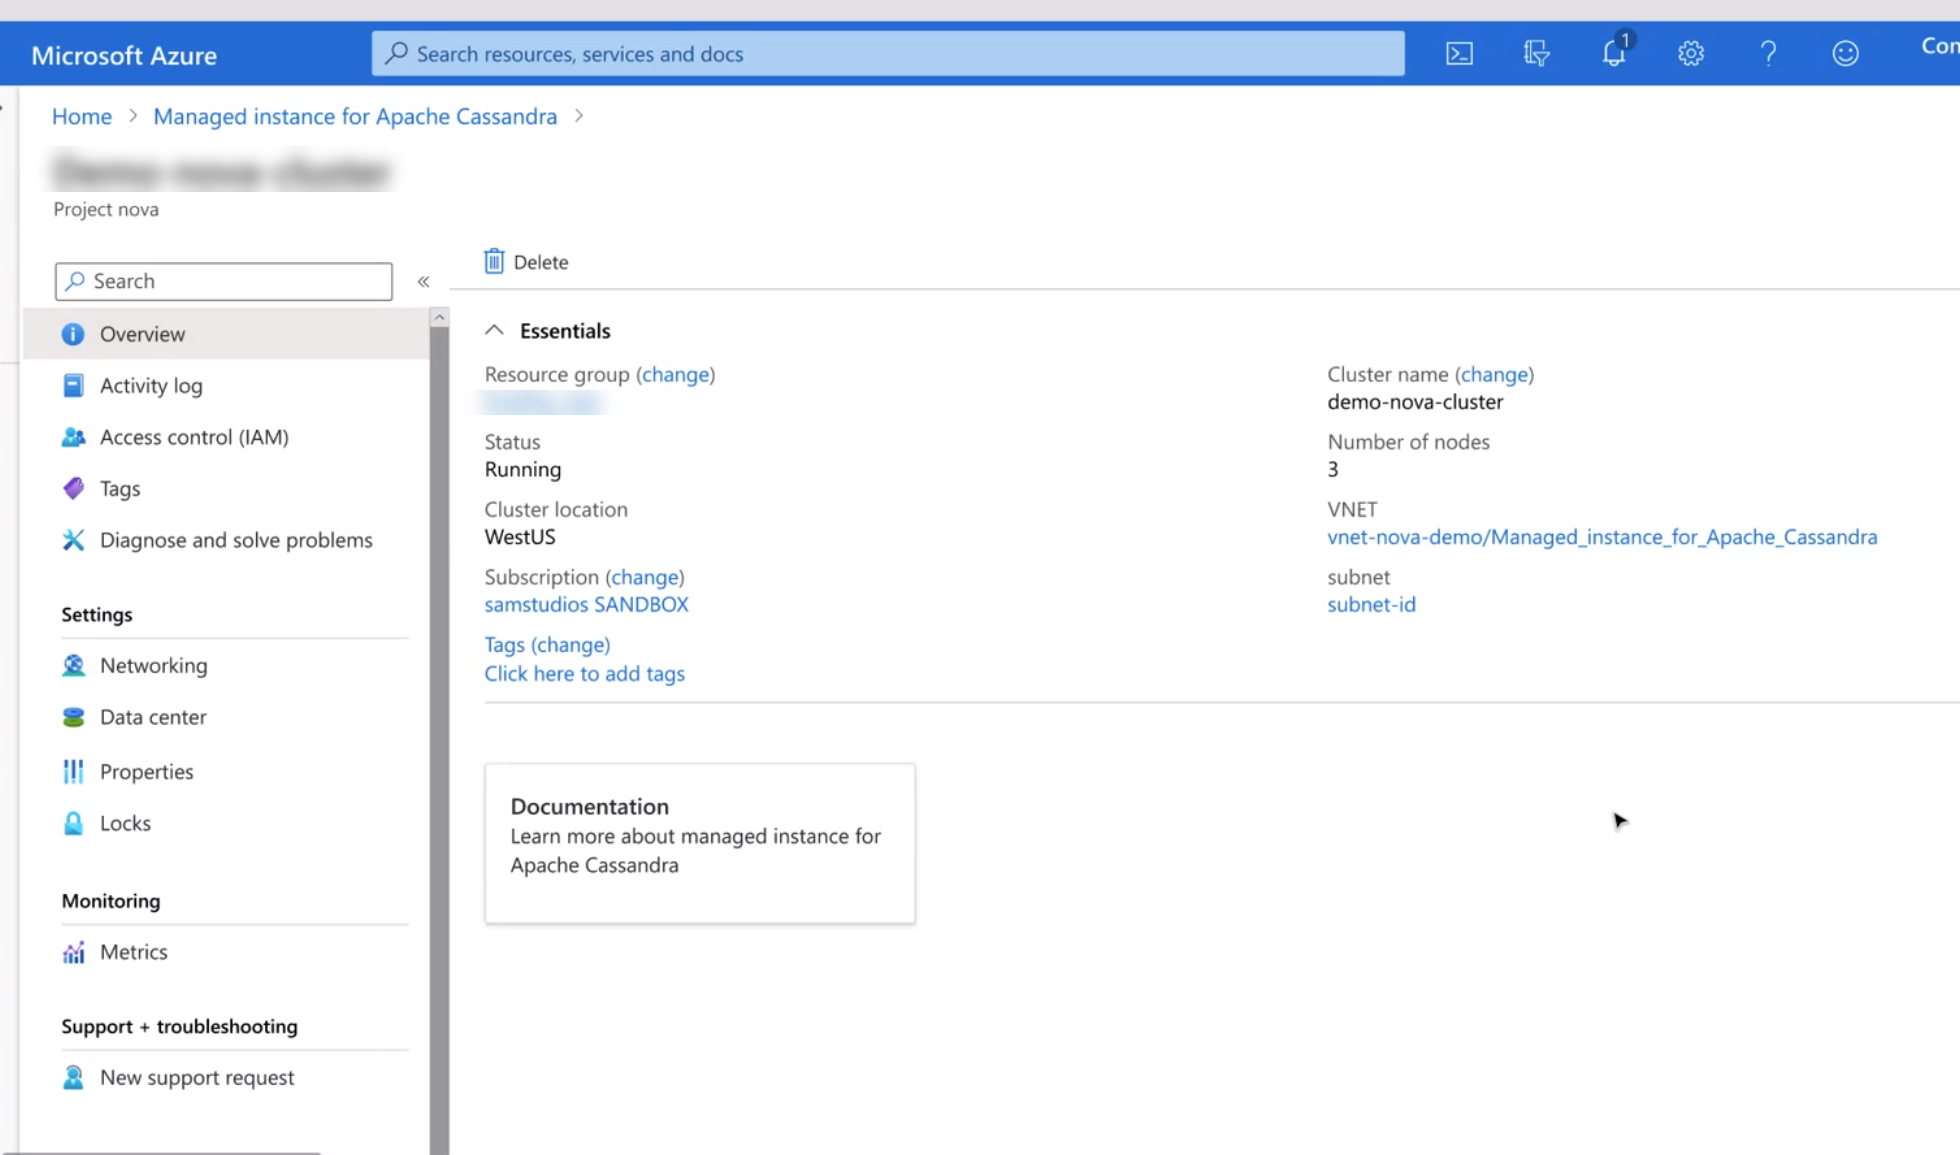 Microsoft Azure
Search resources, services and docs
1
Con
Home > Managed instance for Apache Cassandra >
Demo-nova-cluster
Project nova
Search
«
Delete
Overview
Activity log
Access control (IAM)
Tags
Diagnose and solve problems
Settings
Networking
Data center
Properties
Locks
Monitoring
Metrics
Support + troubleshooting
New support request
Essentials
Resource group (change)
Status
Running
Cluster location
WestUS
Subscription (change)
samstudios SANDBOX
Tags (change)
Click here to add tags
Cluster name (change)
demo-nova-cluster
Number of nodes
3
VNET
vnet-nova-demo/Managed_instance_for_Apache_Cassandra
subnet
subnet-id
Documentation
Learn more about managed instance for
Apache Cassandra